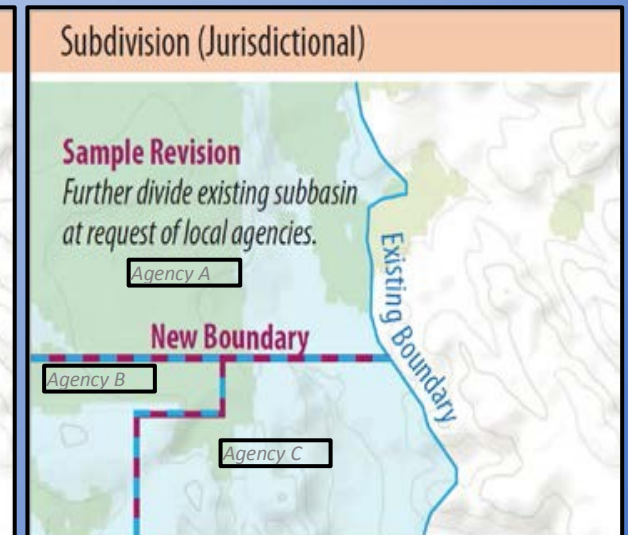 Subdivision (Jurisdictional)
Sample Revision
Further divide existing subbasin
at request of local agencies.
Agency A
Existing Boundary
New Boundary
Agency B
Agency C